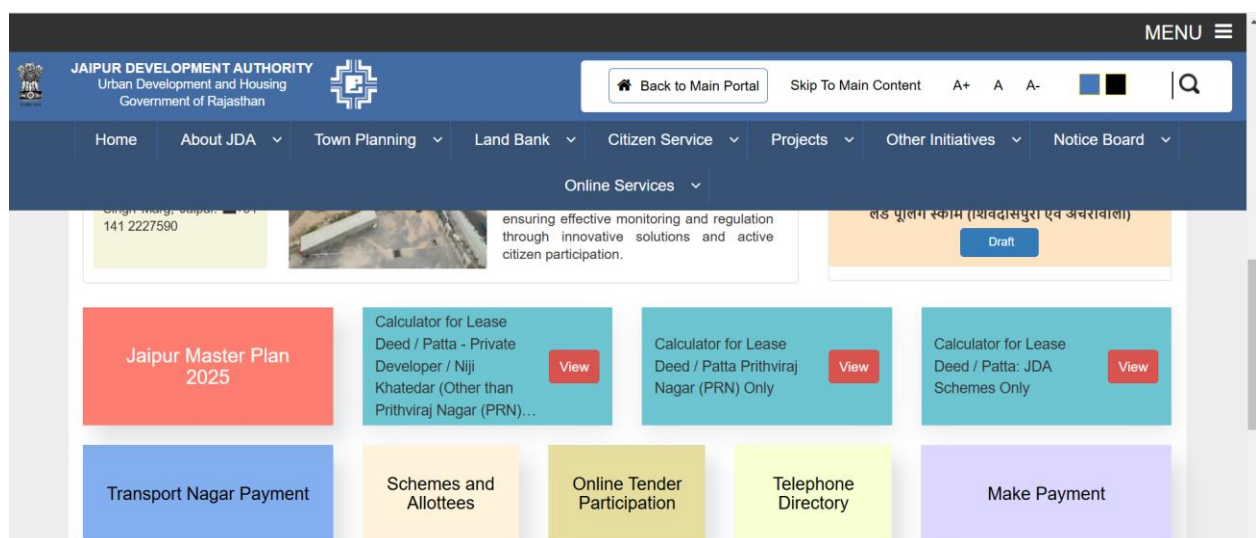 MENU
JAIPUR DEVELOPMENT AUTHORITY
Urban Development and Housing
Government of Rajasthan
Back to Main Portal
Skip To Main Content
A+
A
A-
Home
About JDA
Town Planning
Land Bank
Citizen Service
Projects
Other Initiatives
Notice Board
Online Services
141 2227590
ensuring effective monitoring and regulation
through innovative solutions and active
citizen participation.
Draft
Jaipur Master Plan
2025
Calculator for Lease
Deed / Patta - Private
Developer / Niji
Khatedar (Other than
Prithviraj Nagar (PRN)...
View
Calculator for Lease
Deed / Patta Prithviraj
Nagar (PRN) Only
View
Calculator for Lease
Deed / Patta: JDA
Schemes Only
View
Transport Nagar Payment
Schemes and
Allottees
Online Tender
Participation
Telephone
Directory
Make Payment